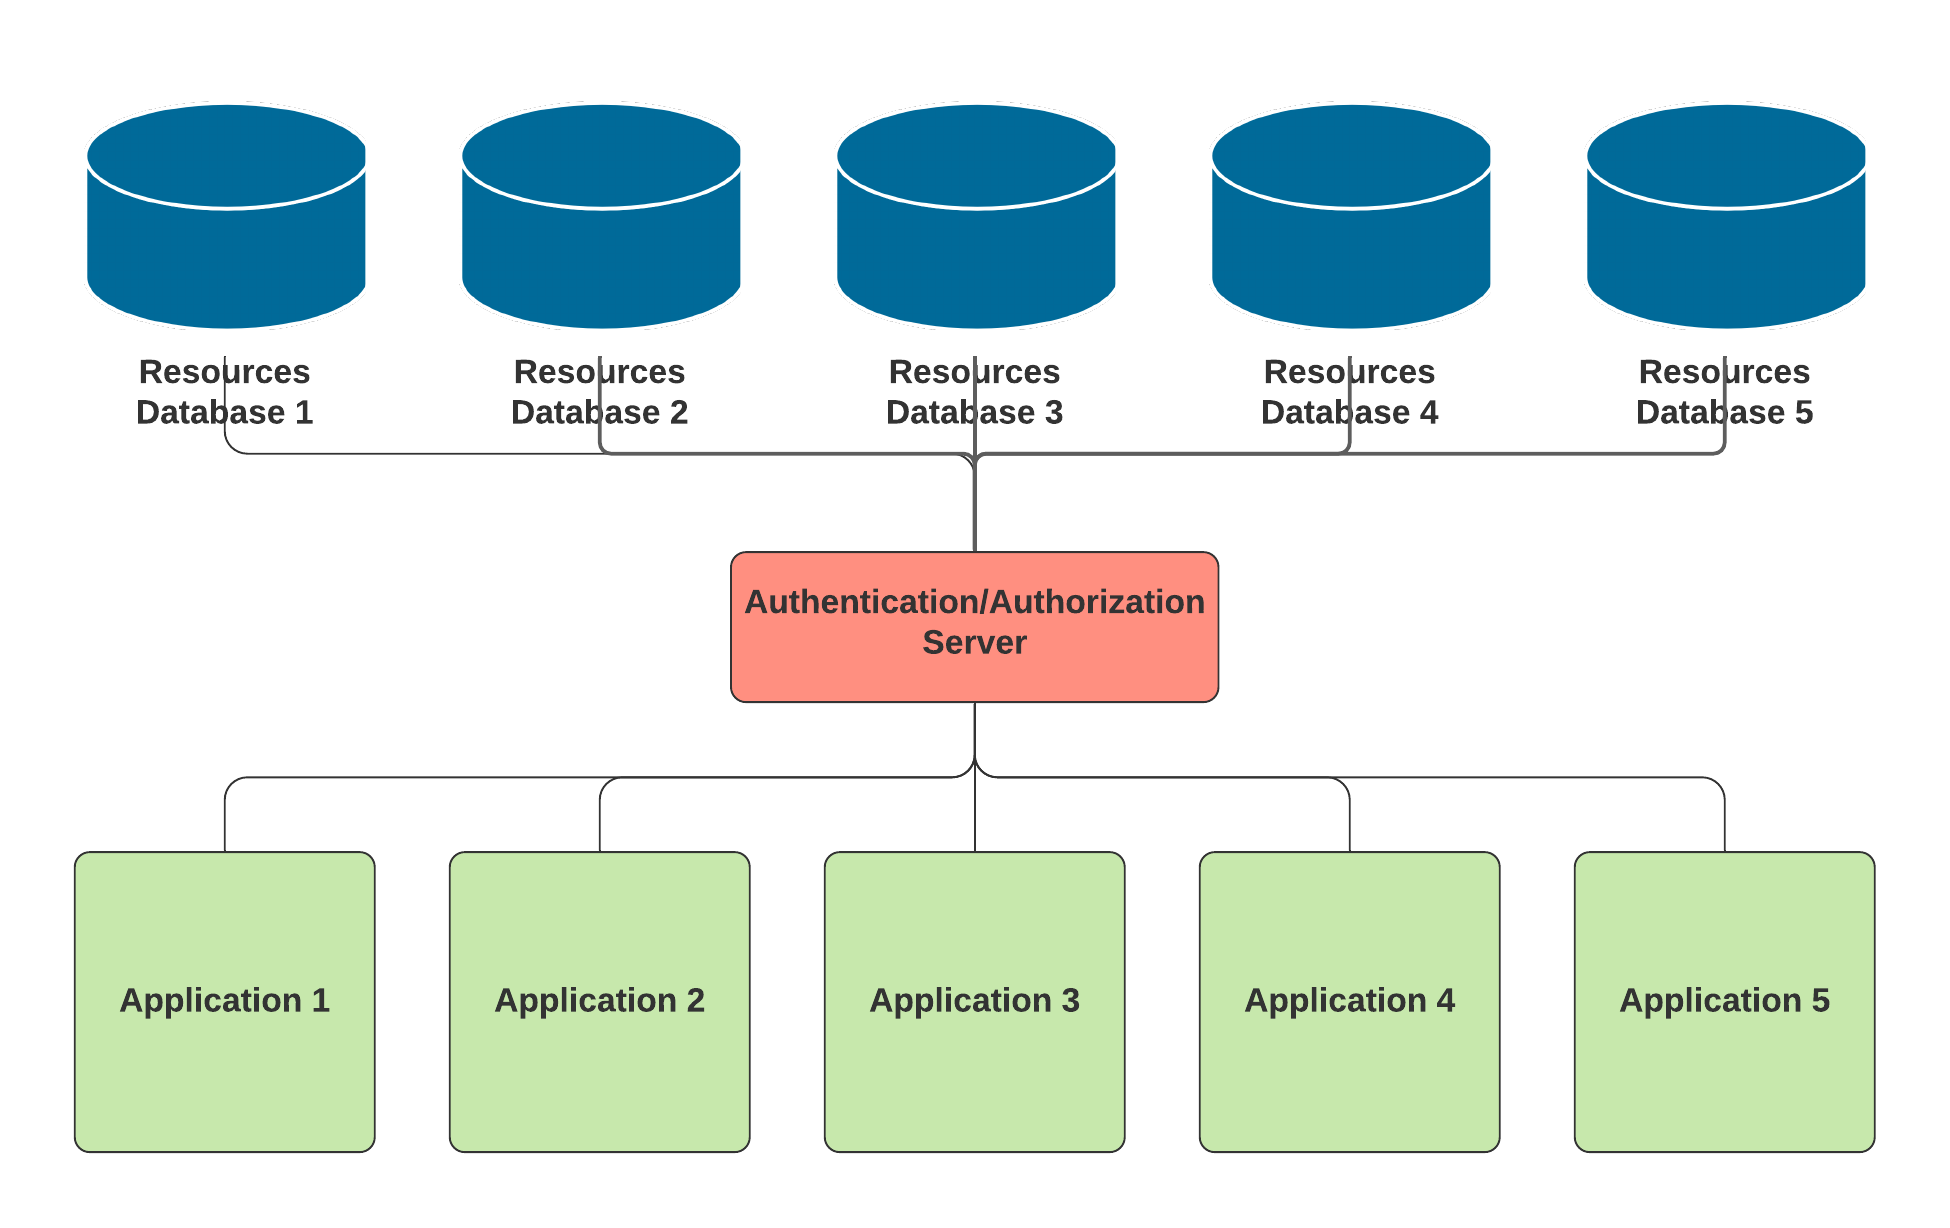 Resources
Database 1
Resources
Database 2
Resources
Database 3
Resources
Database 4
Resources
Database 5
Authentication/Authorization
Server
Application 1
Application 2
Application 3
Application 4
Application 5